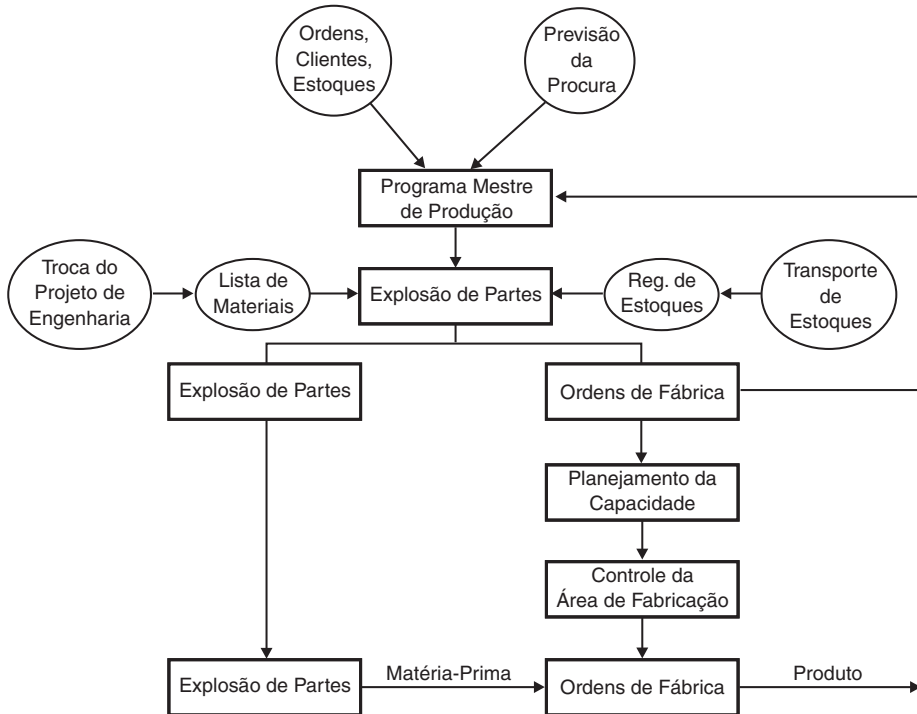 Ordens,
Clientes,
Estoques
Previsão
da
Procura
Programa Mestre
de Produção
Troca do
Projeto de
Engenharia
Lista de
Materiais
Explosão de Partes
Reg. de
Estoques
Transporte
de
Estoques
Explosão de Partes
Ordens de Fábrica
Planejamento da
Capacidade
Controle da
Área de Fabricação
Explosão de Partes
Matéria-Prima
Ordens de Fábrica
Produto